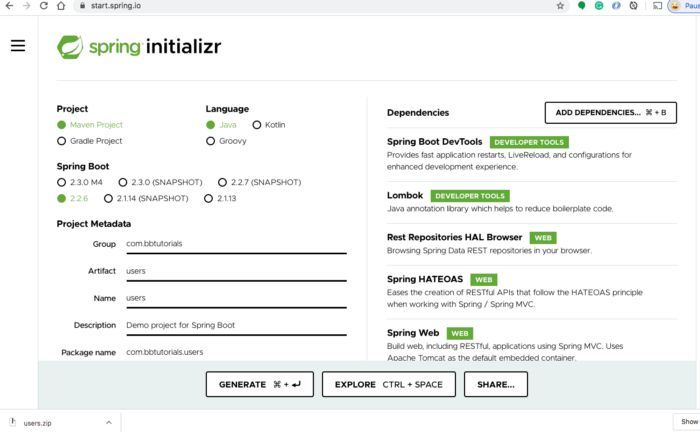 start.spring.io
Paus
spring initializr
Project
Maven Project
Gradle Project
Language
Java
Kotlin
Groovy
Spring Boot
2.3.0 M4
2.3.0 (SNAPSHOT)
2.2.7 (SNAPSHOT)
2.2.6
2.1.14 (SNAPSHOT)
2.1.13
Project Metadata
Group com.bbtutorials
Artifact users
Name users
Description Demo project for Spring Boot
Package name com.bbtutorials.users
Dependencies
ADD DEPENDENCIES... ⌘ + B
Spring Boot DevTools DEVELOPER TOOLS
Provides fast application restarts, LiveReload, and configurations for
enhanced development experience.
Lombok DEVELOPER TOOLS
Java annotation library which helps to reduce boilerplate code.
Rest Repositories HAL Browser WEB
Browsing Spring Data REST repositories in your browser.
Spring HATEOAS WEB
Eases the creation of RESTful APIs that follow the HATEOAS principle
when working with Spring / Spring MVC.
Spring Web WEB
Build web, including RESTful, applications using Spring MVC. Uses
Apache Tomcat as the default embedded container.
GENERATE ⌘ + ↵
EXPLORE CTRL + SPACE
SHARE...
users.zip
Show